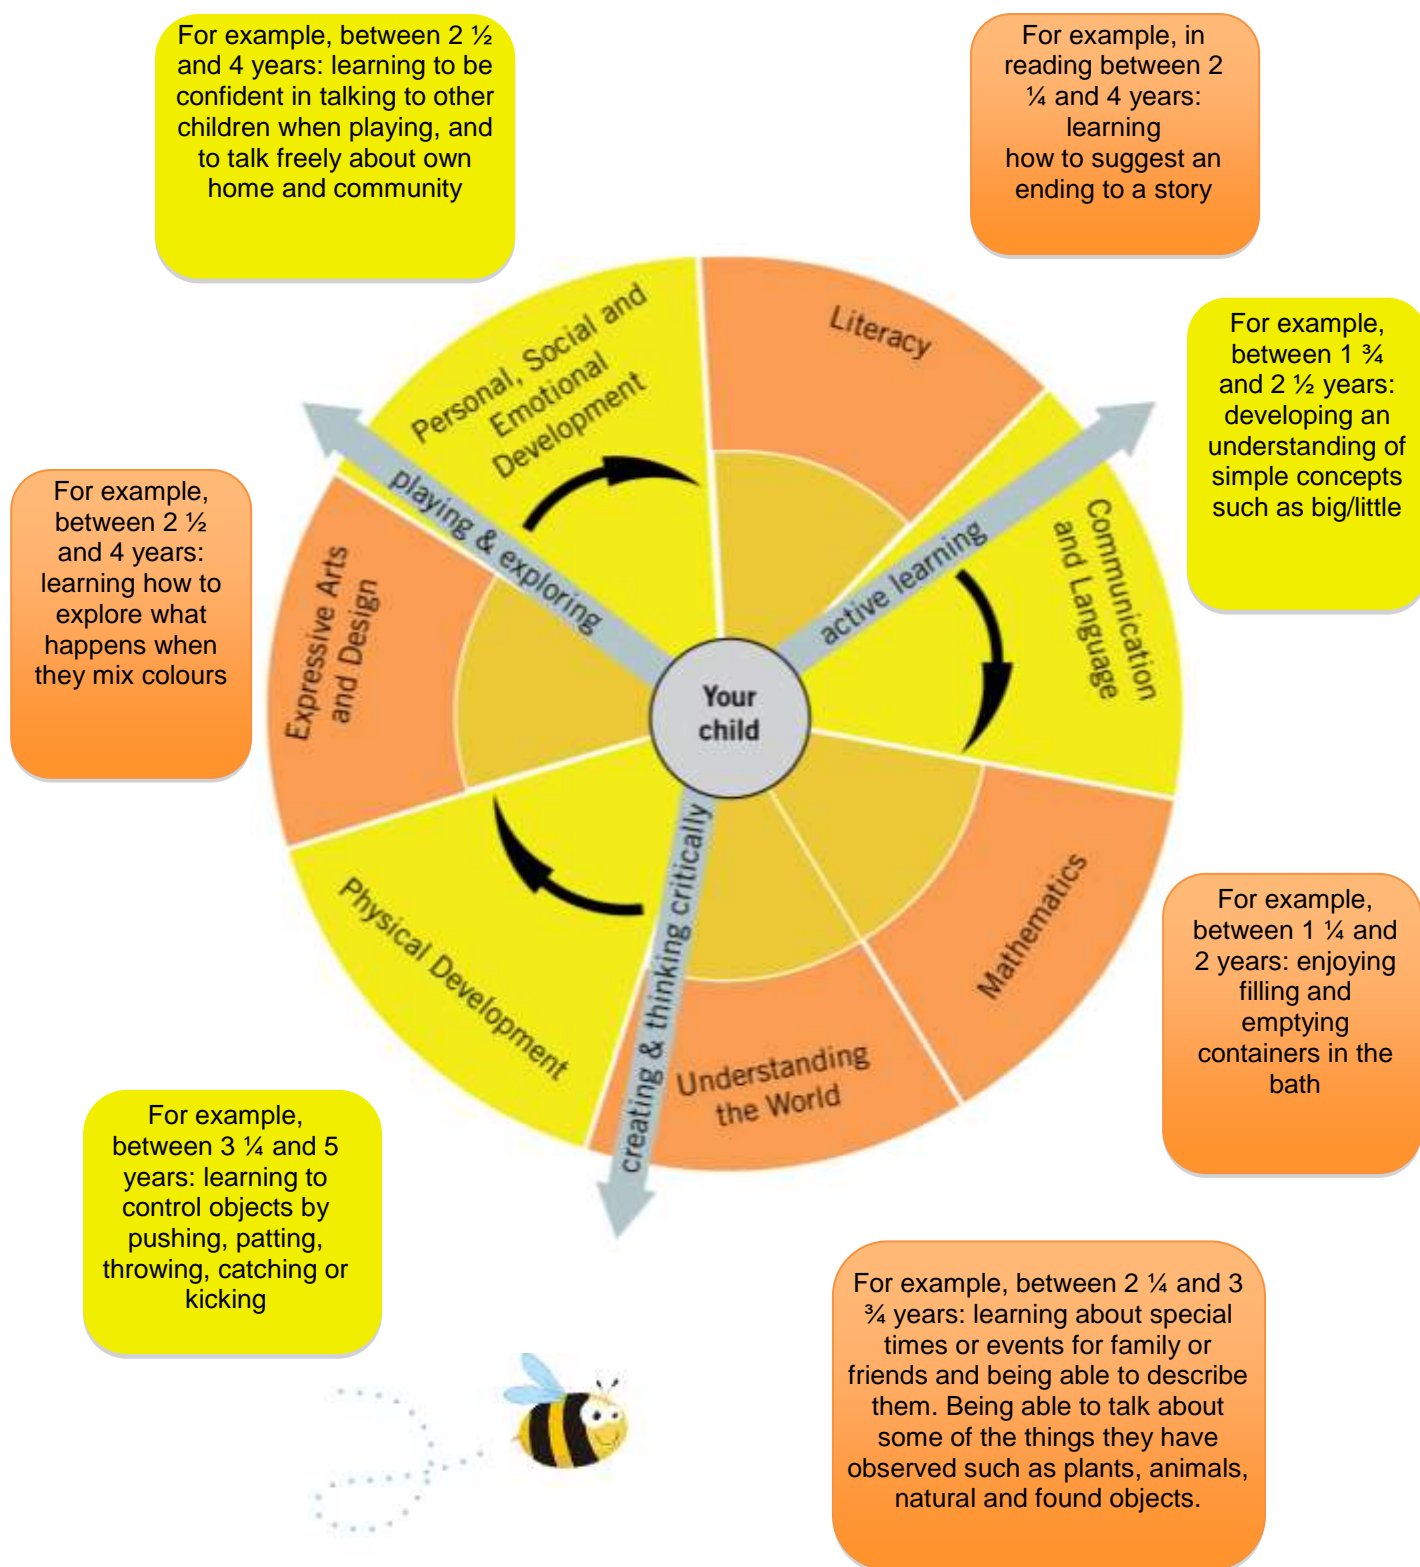 For example, between 2 ½
and 4 years: learning to be
confident in talking to other
children when playing, and
to talk freely about own
home and community
For example, in
reading between 2
¼ and 4 years:
learning
how to suggest an
ending to a story
For example,
between 1 ¾
and 2 ½ years:
developing an
understanding of
simple concepts
such as big/little
Personal, Social and
Emotional
Development
Literacy
Communication
and Language
playing & exploring
active learning
For example,
between 2 ½
and 4 years:
learning how to
explore what
happens when
they mix colours
Expressive Arts
and Design
Your
child
Mathematics
Physical Development
creating & thinking critically
Understanding
the World
For example,
between 1 ¼ and
2 years: enjoying
filling and
emptying
containers in the
bath
For example,
between 3 ¼ and 5
years: learning to
control objects by
pushing, patting,
throwing, catching or
kicking
For example, between 2 ¼ and 3
¾ years: learning about special
times or events for family or
friends and being able to describe
them. Being able to talk about
some of the things they have
observed such as plants, animals,
natural and found objects.